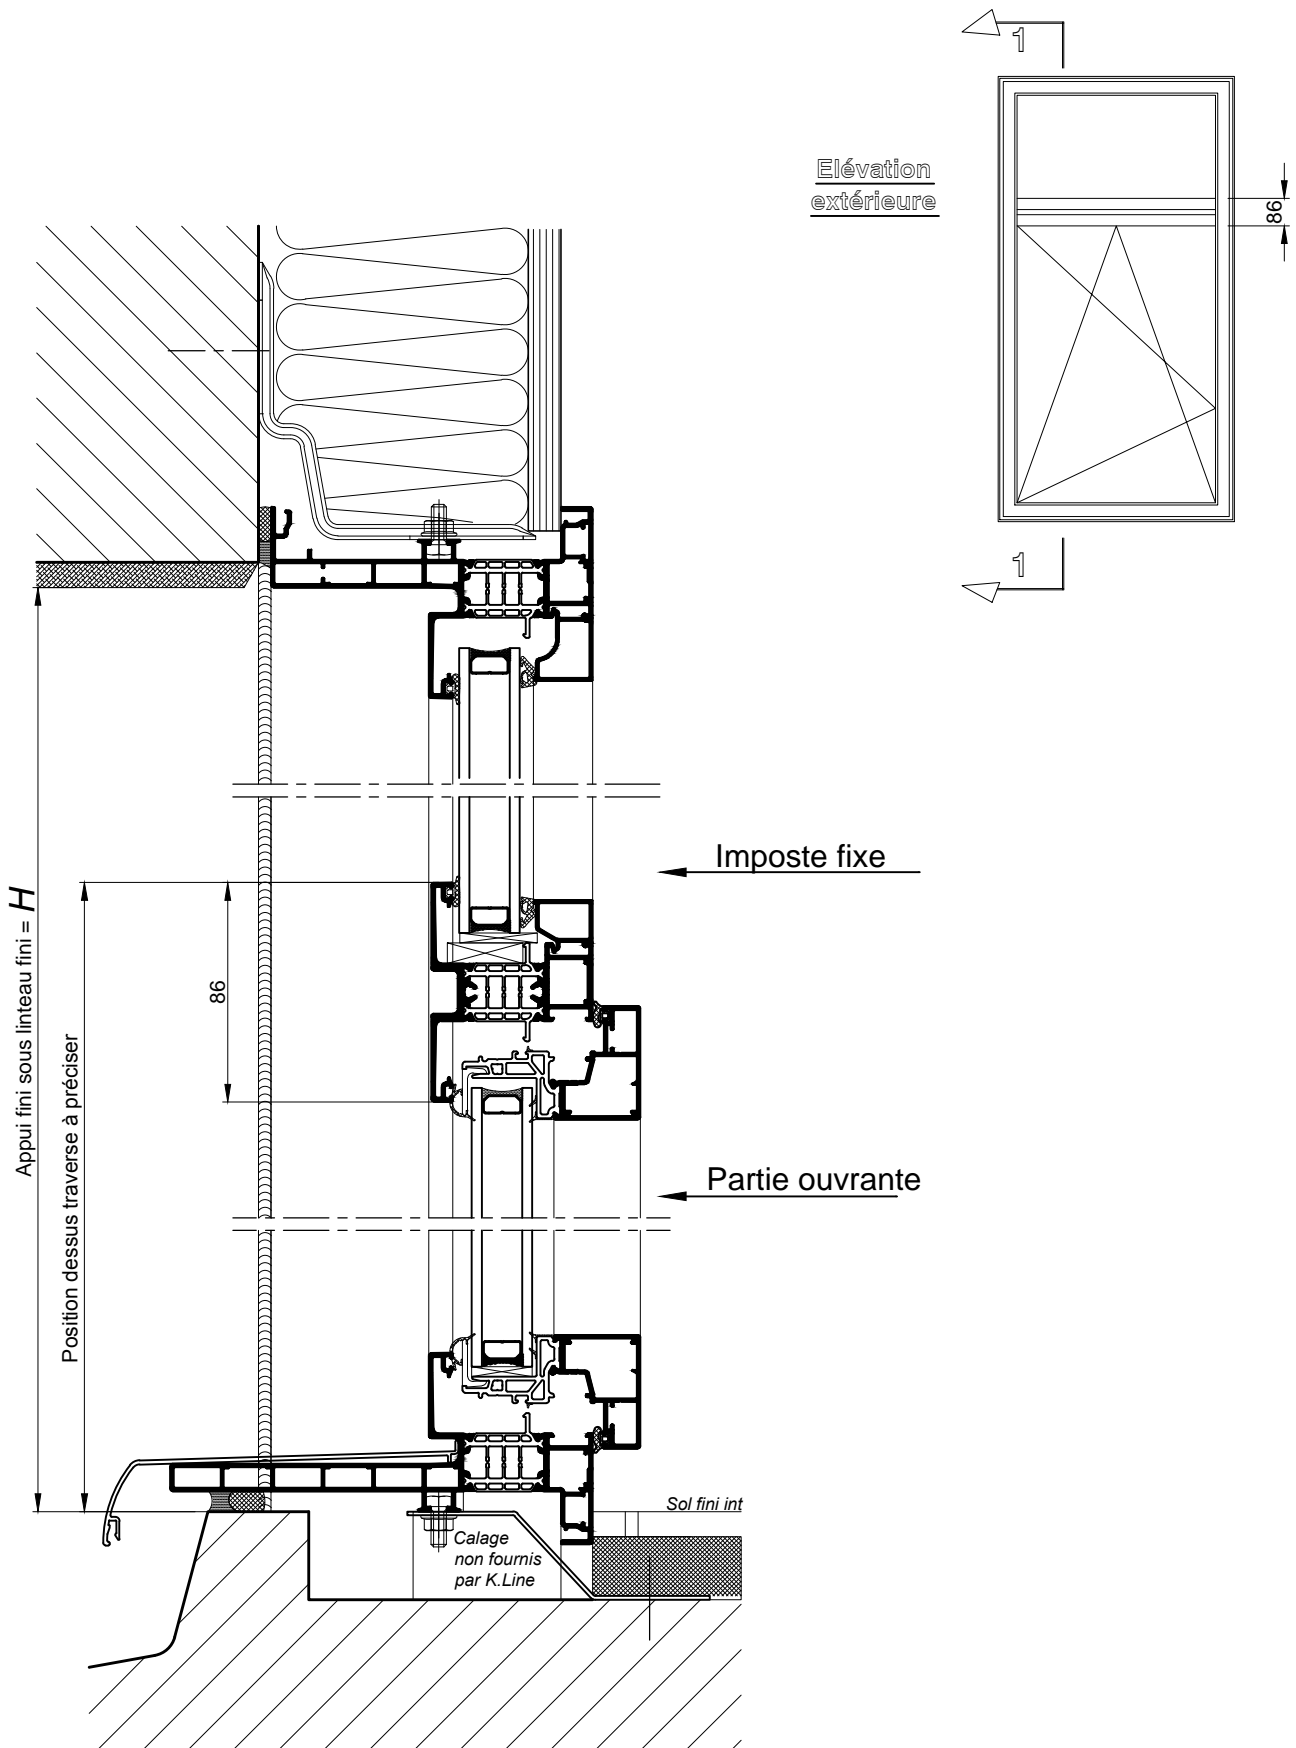 1
Elévation
extérieure
86
1
Imposte fixe
Appui fini sous linteau fini = H
Position dessus traverse à préciser
86
Partie ouvrante
Sol fini int
Calage
non fournis
par K.Line